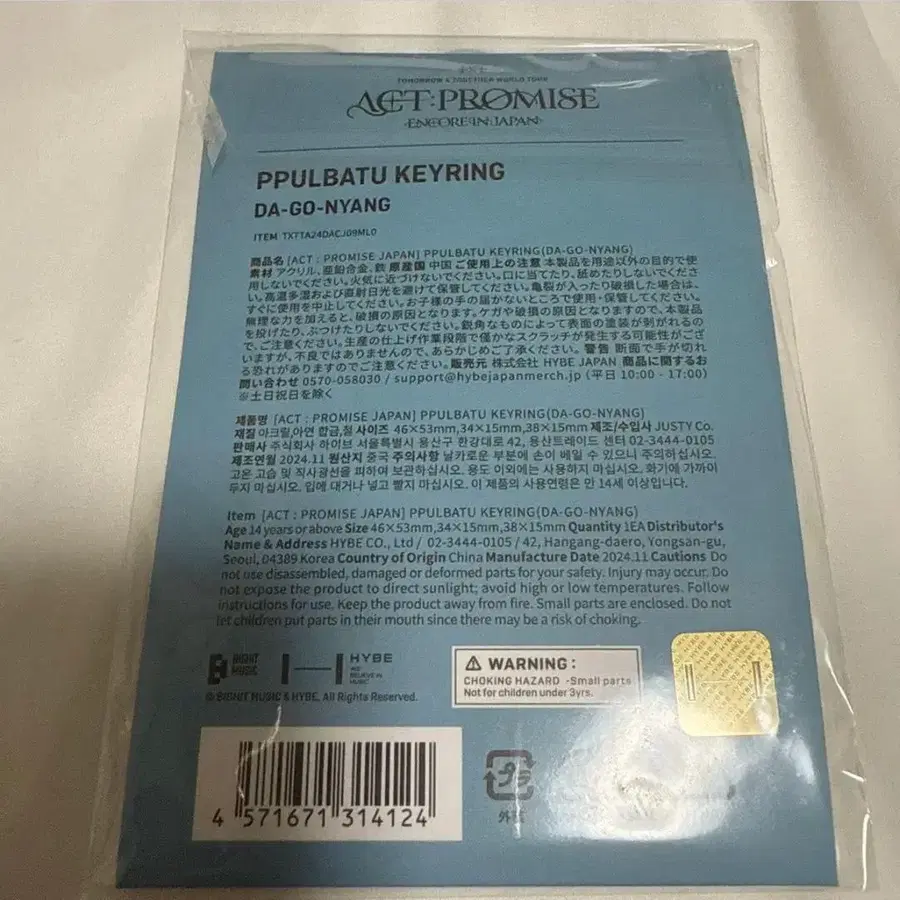 TOMORROW X TOGETHER WORLD TOUR
ACT:PROMISE
ENCORE IN JAPAN
PPULBATU KEYRING
DA-GO-NYANG
ITEM TXTTA24DACJ09ML0
商品名 [ACT : PROMISE JAPAN] PPULBATU KEYRING(DA-GO-NYANG)
素材 アクリル、亜鉛合金、鉄 原産国 中国 ご使用上の注意 本製品を用途以外の目的で使
用しないでください。火気に近づけないでください。口に当てたり、舐めたりしないでくださ
い。高温多湿および直射日光を避けて保管してください。亀裂が入ったり破損した場合は、
すぐに使用を中止してください。お子様の手の届かないところで使用・保管してください。
無理な力を加えると、破損の原因となります。ケガや破損の原因となりますので、本製品
を投げたり、ぶつけたりしないでください。鋭角なものによって表面の塗装が剥がれるの
で、ご注意ください。生産の仕上げ作業段階で僅かなスクラッチが発生する可能性がござ
いますが、不良ではありませんので、あらかじめご了承ください。警告 断面で手が切れ
る恐れがありますのでご注意ください。販売元 株式会社 HYBE JAPAN 商品に関するお
問い合わせ 0570-058030 / support@hybejapanmerch.jp (平日 10:00 - 17:00)
※土日祝日を除く
제품명 [ACT : PROMISE JAPAN] PPULBATU KEYRING(DA-GO-NYANG)
재질 아크릴,아연 합금,철 사이즈 46×53mm,34×15mm,38×15mm 제조/수입사 JUSTY Co.
판매사 주식회사 하이브 서울특별시 용산구 한강대로 42, 용산트레이드 센터 02-3444-0105
제조연월 2024.11 원산지 중국 주의사항 날카로운 부분에 손이 베일 수 있으니 주의하십시오.
고온 고습 및 직사광선을 피하여 보관하십시오. 용도 이외에는 사용하지 마십시오. 화기에 가까이
두지 마십시오. 입에 대거나 넣고 빨지 마십시오. 이 제품의 사용연령은 만 14세 이상입니다.
Item [ACT : PROMISE JAPAN] PPULBATU KEYRING(DA-GO-NYANG)
Age 14 years or above Size 46×53mm,34×15mm,38×15mm Quantity 1EA Distributor's
Name & Address HYBE CO., Ltd / 02-3444-0105 / 42, Hangang-daero, Yongsan-gu,
Seoul, 04389 Korea Country of Origin China Manufacture Date 2024.11 Cautions Do
not use disassembled, damaged or deformed parts for your safety. Injury may occur. Do
not expose the product to direct sunlight; avoid high or low temperatures. Follow
instructions for use. Keep the product away from fire. Small parts are enclosed. Do not
let children put parts in their mouth since there may be a risk of choking.
BIGHIT
MUSIC
HYBE
WE
BELIEVE IN
MUSIC
© BIGHIT MUSIC & HYBE. All Rights Reserved.
WARNING :
CHOKING HAZARD -Small parts
Not for children under 3yrs.
4 571671 314124
プラ